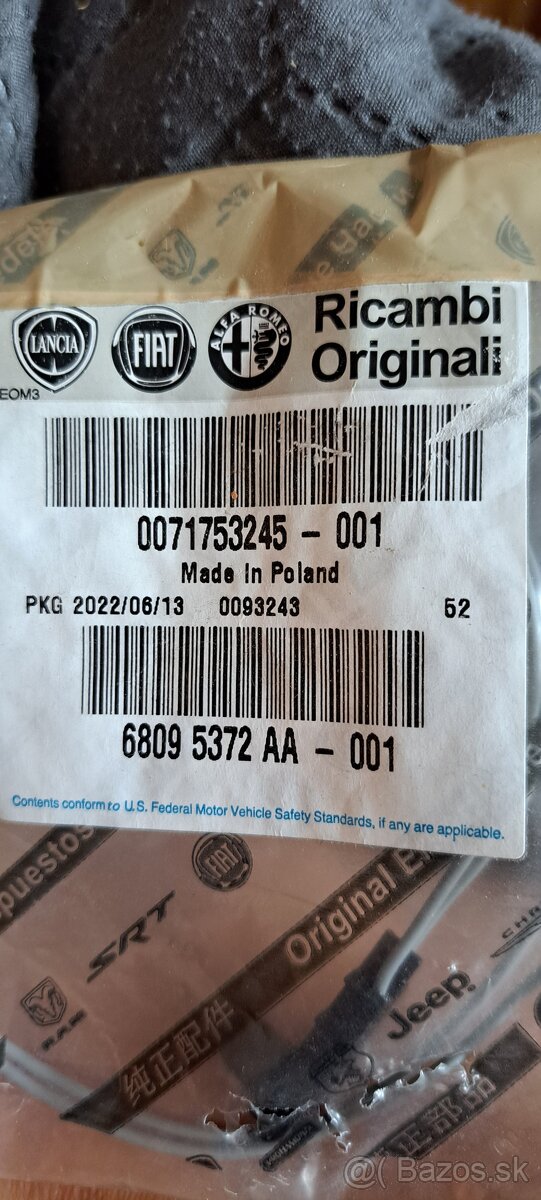 LANCIA
FIAT
ALFA ROMEO
Ricambi
Originali
EOM3
0071753245 - 001
Made In Poland
PKG 2022/06/13 0093243 52
6809 5372 AA - 001
Contents conform to U.S. Federal Motor Vehicle Safety Standards, if any are applicable.
FIAT
SRT
Original
RAM
Jeep
纯正配件
@ Bazos.sk